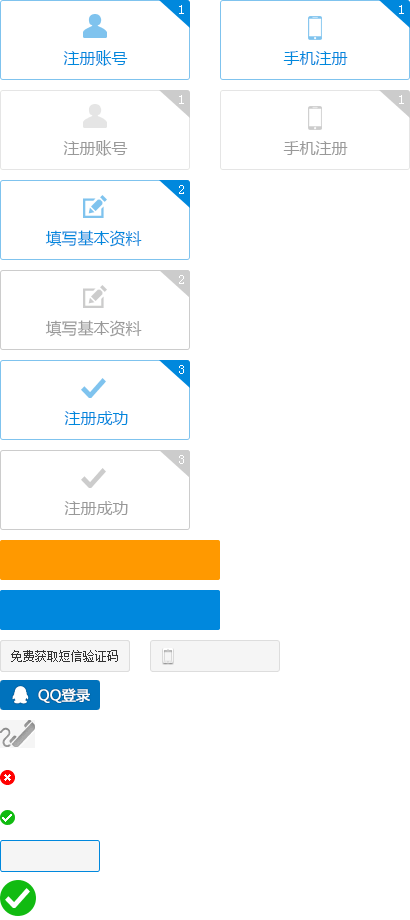 1
注册账号
1
手机注册
1
注册账号
1
手机注册
2
填写基本资料
2
填写基本资料
3
注册成功
3
注册成功
免费获取短信验证码
QQ登录